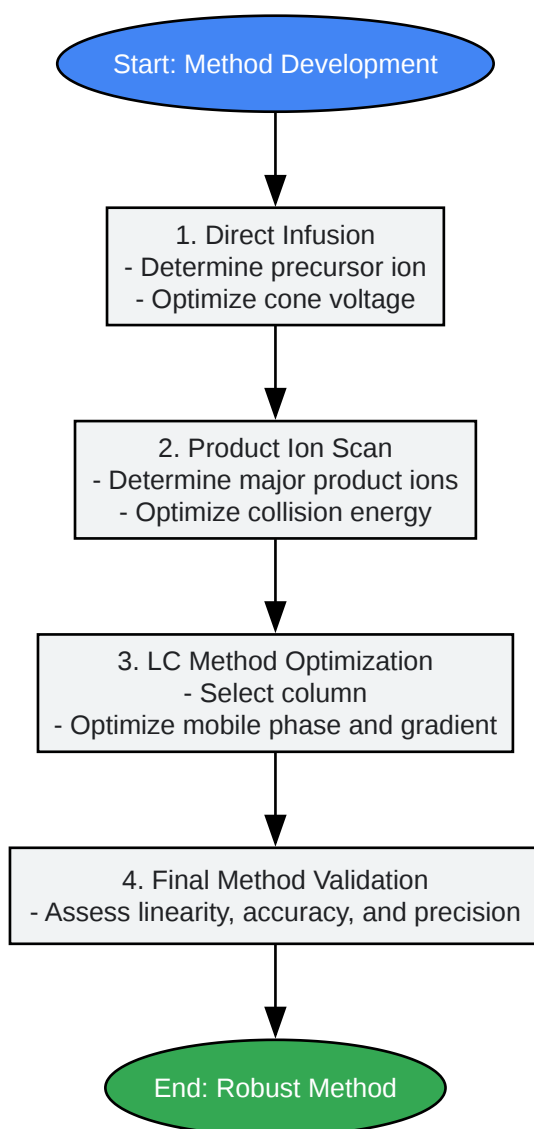 Start: Method Development
1. Direct Infusion
- Determine precursor ion
- Optimize cone voltage
2. Product Ion Scan
- Determine major product ions
- Optimize collision energy
3. LC Method Optimization
- Select column
- Optimize mobile phase and gradient
4. Final Method Validation
- Assess linearity, accuracy, and precision
End: Robust Method